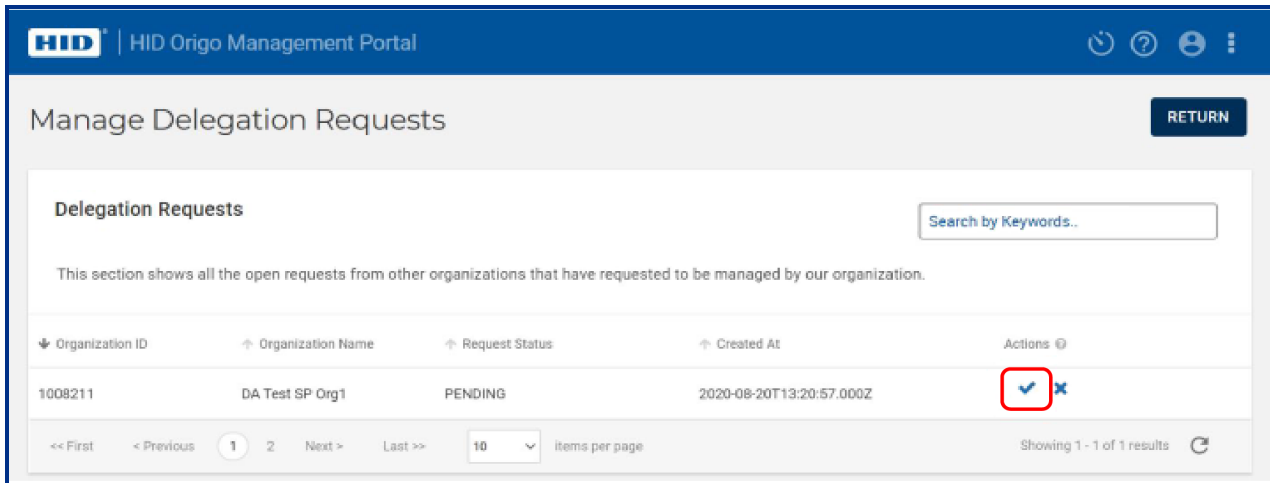 HID | HID Origo Management Portal
Manage Delegation Requests
RETURN
Delegation Requests
Search by Keywords..
This section shows all the open requests from other organizations that have requested to be managed by our organization.
Organization ID Organization Name Request Status Created At Actions
1008211 DA Test SP Org1 PENDING 2020-08-20T13:20:57.000Z
<< First < Previous 1 2 Next > Last >> 10 items per page Showing 1 - 1 of 1 results